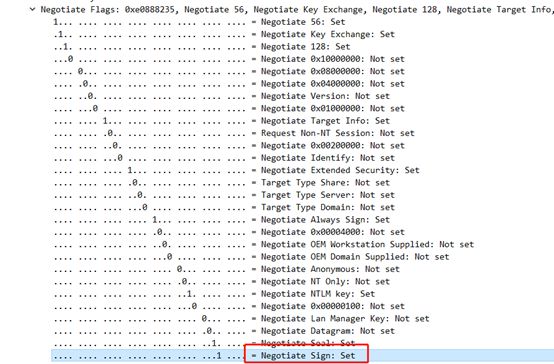 Negotiate Flags: 0xe0888235, Negotiate 56, Negotiate Key Exchange, Negotiate 128, Negotiate Target Info,
1... .... .... .... .... .... .... .... = Negotiate 56: Set
.1.. .... .... .... .... .... .... .... = Negotiate Key Exchange: Set
..1. .... .... .... .... .... .... .... = Negotiate 128: Set
...0 .... .... .... .... .... .... .... = Negotiate 0x10000000: Not set
.... 0... .... .... .... .... .... .... = Negotiate 0x08000000: Not set
.... .0.. .... .... .... .... .... .... = Negotiate 0x04000000: Not set
.... ..0. .... .... .... .... .... .... = Negotiate Version: Not set
.... ...0 .... .... .... .... .... .... = Negotiate 0x01000000: Not set
.... .... 1... .... .... .... .... .... = Negotiate Target Info: Set
.... .... .0.. .... .... .... .... .... = Request Non-NT Session: Not set
.... .... ..0. .... .... .... .... .... = Negotiate 0x00200000: Not set
.... .... ...0 .... .... .... .... .... = Negotiate Identify: Not set
.... .... .... 1... .... .... .... .... = Negotiate Extended Security: Set
.... .... .... .0.. .... .... .... .... = Target Type Share: Not set
.... .... .... ..0. .... .... .... .... = Target Type Server: Not set
.... .... .... ...0 .... .... .... .... = Target Type Domain: Not set
.... .... .... .... 1... .... .... .... = Negotiate Always Sign: Set
.... .... .... .... .0.. .... .... .... = Negotiate 0x00004000: Not set
.... .... .... .... ..0. .... .... .... = Negotiate OEM Workstation Supplied: Not set
.... .... .... .... ...0 .... .... .... = Negotiate OEM Domain Supplied: Not set
.... .... .... .... .... 0... .... .... = Negotiate Anonymous: Not set
.... .... .... .... .... .0.. .... .... = Negotiate NT Only: Not set
.... .... .... .... .... ..1. .... .... = Negotiate NTLM key: Set
.... .... .... .... .... ...0 .... .... = Negotiate 0x00000100: Not set
.... .... .... .... .... .... 0... .... = Negotiate Lan Manager Key: Not set
.... .... .... .... .... .... .0.. .... = Negotiate Datagram: Not set
.... .... .... .... .... .... ..1. .... = Negotiate Seal: Set
.... .... .... .... .... .... ...1 .... = Negotiate Sign: Set